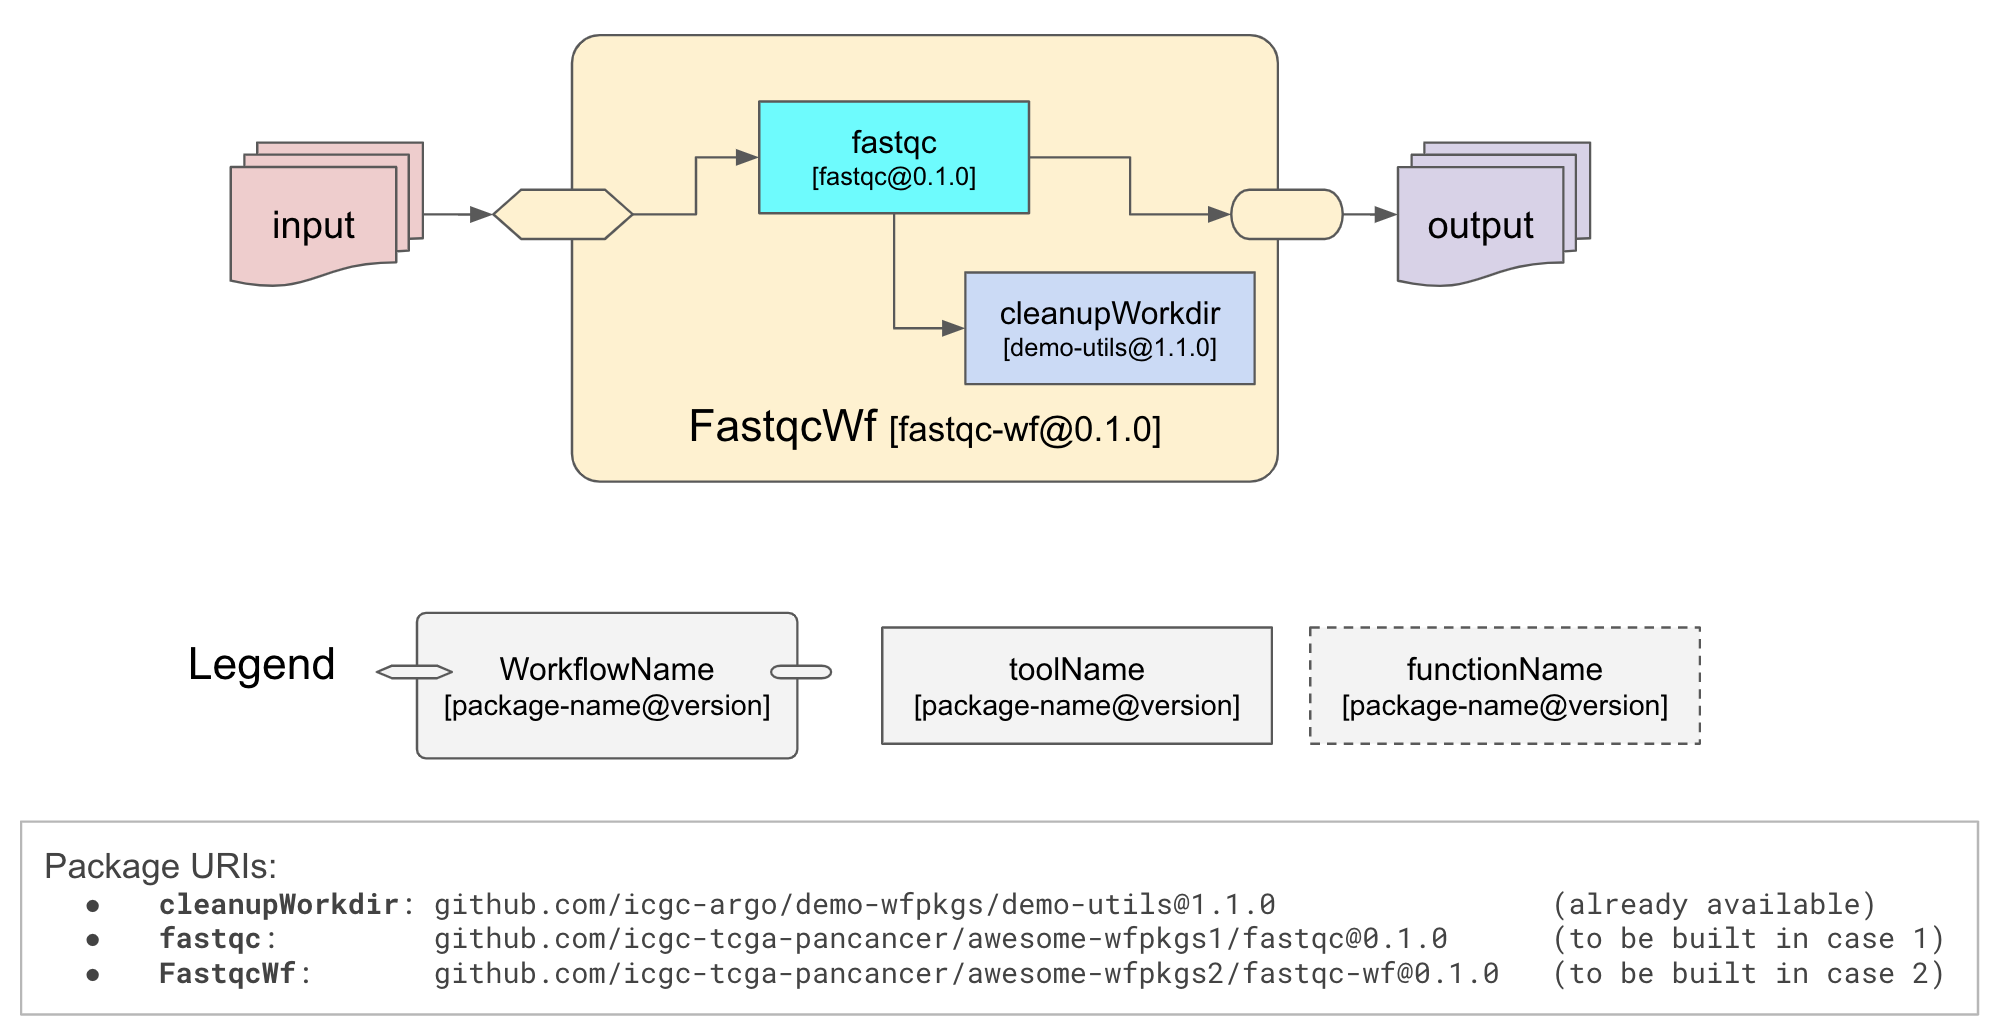 fastqc
[fastqc@0.1.0]
input
output
cleanupWorkdir
[demo-utils@1.1.0]
FastqcWf [fastqc-wf@0.1.0]
Legend
WorkflowName
[package-name@version]
toolName
[package-name@version]
functionName
[package-name@version]
Package URIs:
● cleanupWorkdir: github.com/icgc-argo/demo-wfpkgs/demo-utils@1.1.0 (already available)
● fastqc: github.com/icgc-tcga-pancancer/awesome-wfpkgs1/fastqc@0.1.0 (to be built in case 1)
● FastqcWf: github.com/icgc-tcga-pancancer/awesome-wfpkgs2/fastqc-wf@0.1.0 (to be built in case 2)